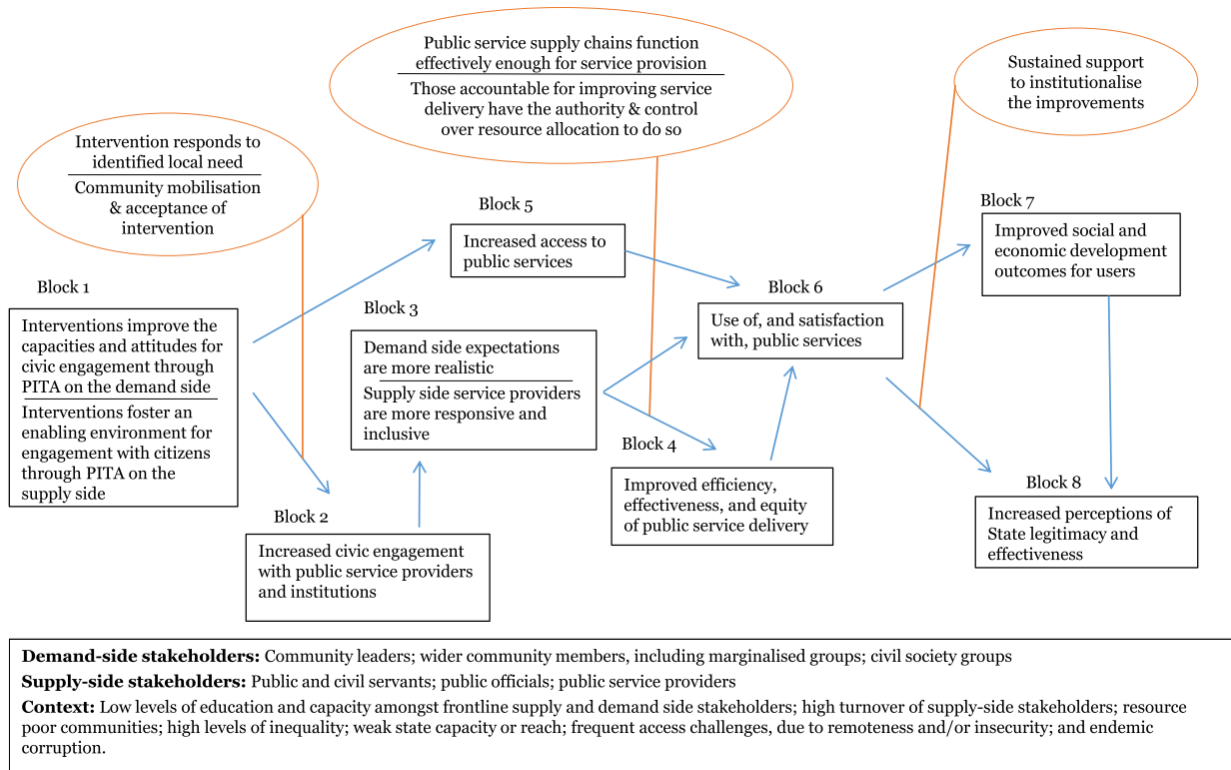 Public service supply chains function
effectively enough for service provision
Those accountable for improving service
delivery have the authority & control
over resource allocation to do so
Sustained support
to institutionalise
the improvements
Intervention responds to
identified local need
Community mobilisation
& acceptance of
intervention
Block 1
Interventions improve the
capacities and attitudes for
civic engagement through
PITA on the demand side
Interventions foster an
enabling environment for
engagement with citizens
through PITA on the
supply side
Block 2
Increased civic engagement
with public service providers
and institutions
Block 3
Demand side expectations
are more realistic
Supply side service providers
are more responsive and
inclusive
Block 4
Improved efficiency,
effectiveness, and equity
of public service delivery
Block 5
Increased access to
public services
Block 6
Use of, and satisfaction
with, public services
Block 7
Improved social and
economic development
outcomes for users
Block 8
Increased perceptions of
State legitimacy and
effectiveness
Demand-side stakeholders: Community leaders; wider community members, including marginalised groups; civil society groups
Supply-side stakeholders: Public and civil servants; public officials; public service providers
Context: Low levels of education and capacity amongst frontline supply and demand side stakeholders; high turnover of supply-side stakeholders; resource
poor communities; high levels of inequality; weak state capacity or reach; frequent access challenges, due to remoteness and/or insecurity; and endemic
corruption.